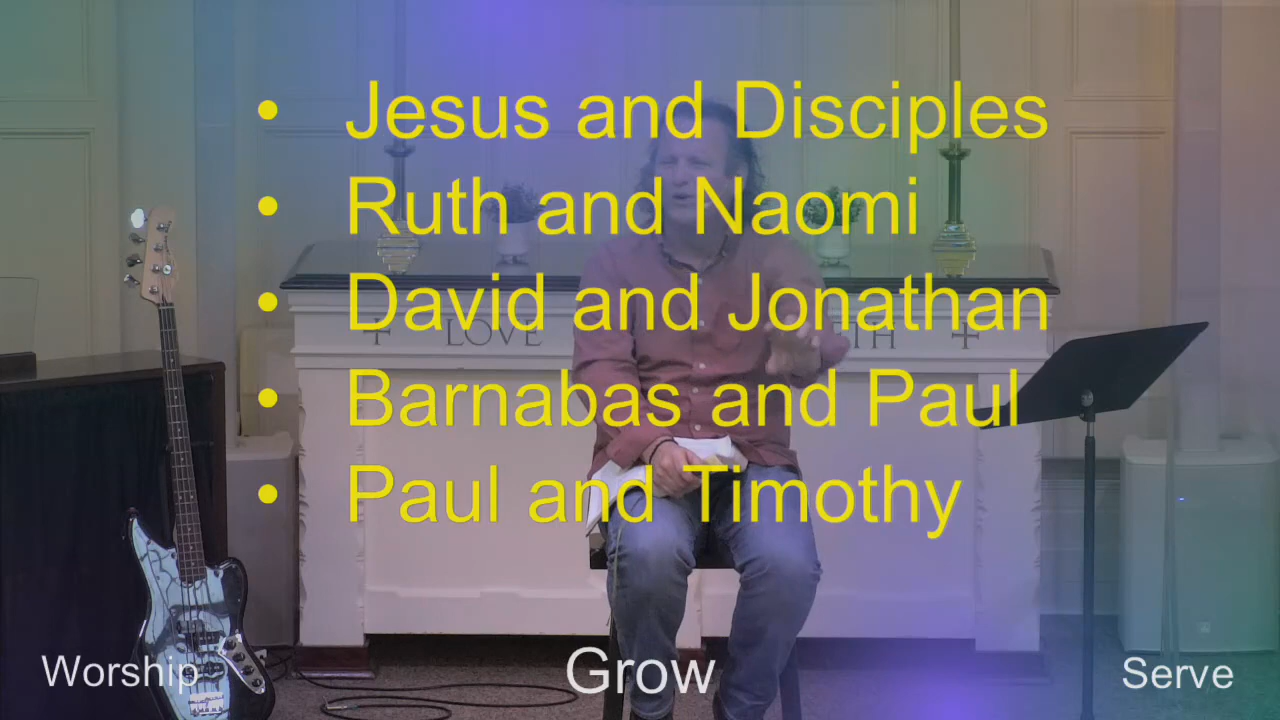 • Jesus and Disciples
• Ruth and Naomi
• David and Jonathan
LOVE
• Barnabas and Paul
• Paul and Timothy
Worship Grow Serve